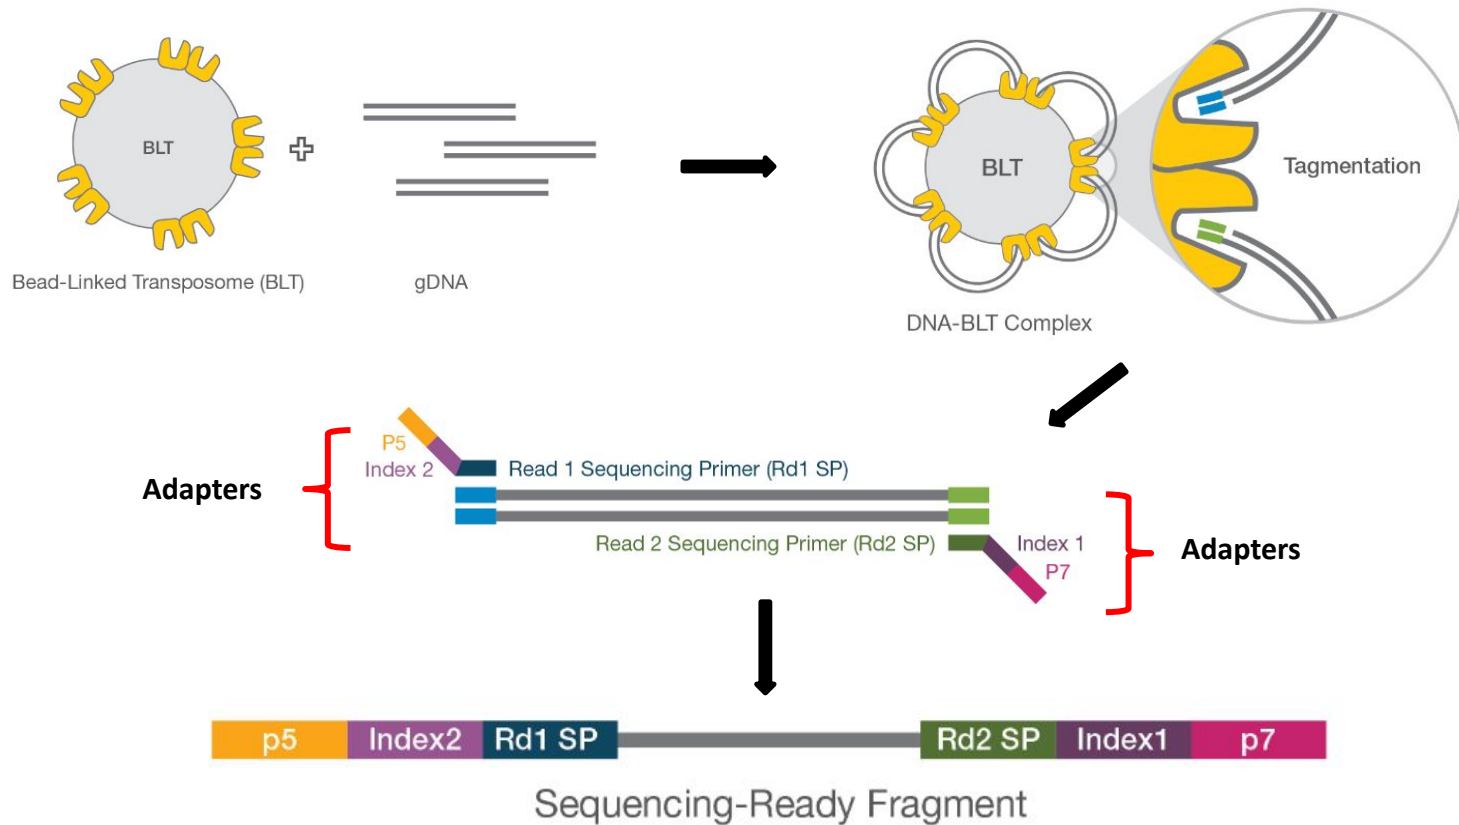 BLT
Bead-Linked Transposome (BLT)
gDNA
BLT
DNA-BLT Complex
Tagmentation
Adapters
P5
Index 2
Read 1 Sequencing Primer (Rd1 SP)
Read 2 Sequencing Primer (Rd2 SP)
Index 1
P7
Adapters
p5 Index2 Rd1 SP Rd2 SP Index1 p7
Sequencing-Ready Fragment